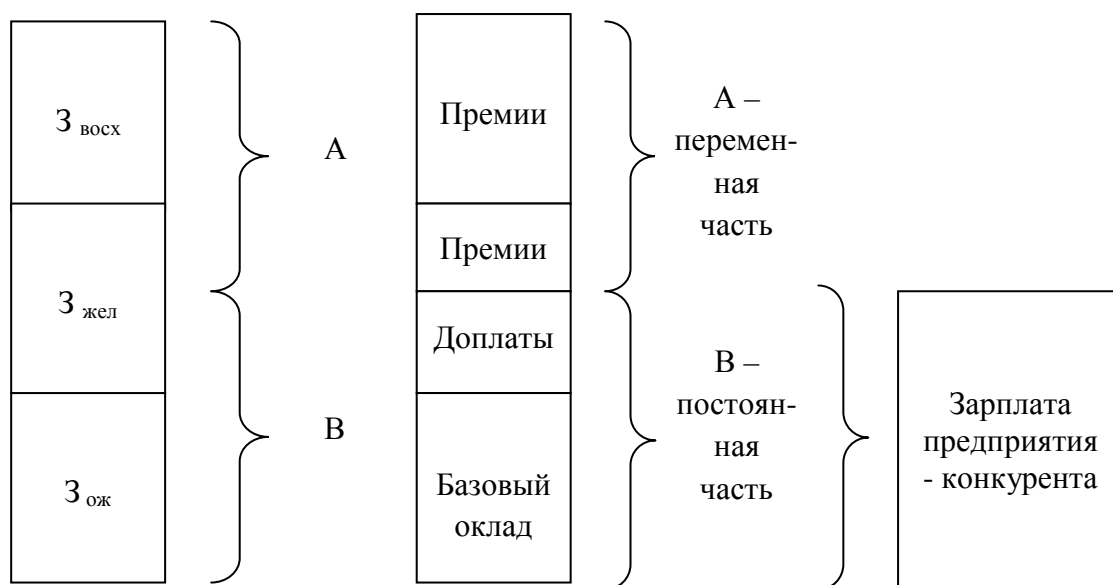 З восх
З жел
З ож
А
В
Премии
Премии
Доплаты
Базовый
оклад
А –
перемен-
ная
часть
В –
постоян-
ная
часть
Зарплата
предприятия
- конкурента